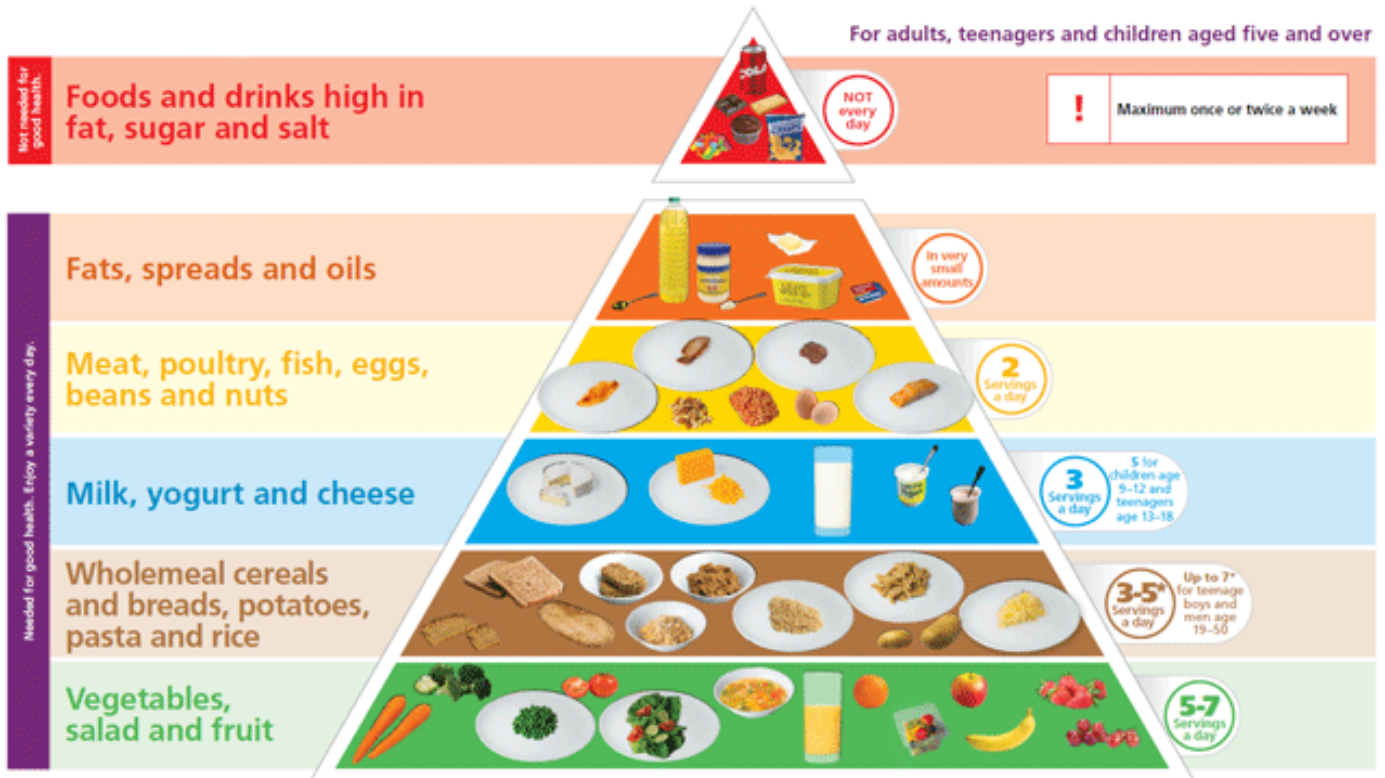 For adults, teenagers and children aged five and over
Not needed for
good health.
Foods and drinks high in
fat, sugar and salt
COLA
CRISPS
NOT
every
day
!
Maximum once or twice a week
Needed for good health. Enjoy a variety every day.
Fats, spreads and oils
In very
small
amounts
Meat, poultry, fish, eggs,
beans and nuts
2
Servings
a day
Milk, yogurt and cheese
3
Servings
a day
5 for
children age
9–12 and
teenagers
age 13–18
Wholemeal cereals
and breads, potatoes,
pasta and rice
3-5*
Servings
a day
Up to 7*
for teenage
boys and
men age
19–50
Vegetables,
salad and fruit
5-7
Servings
a day